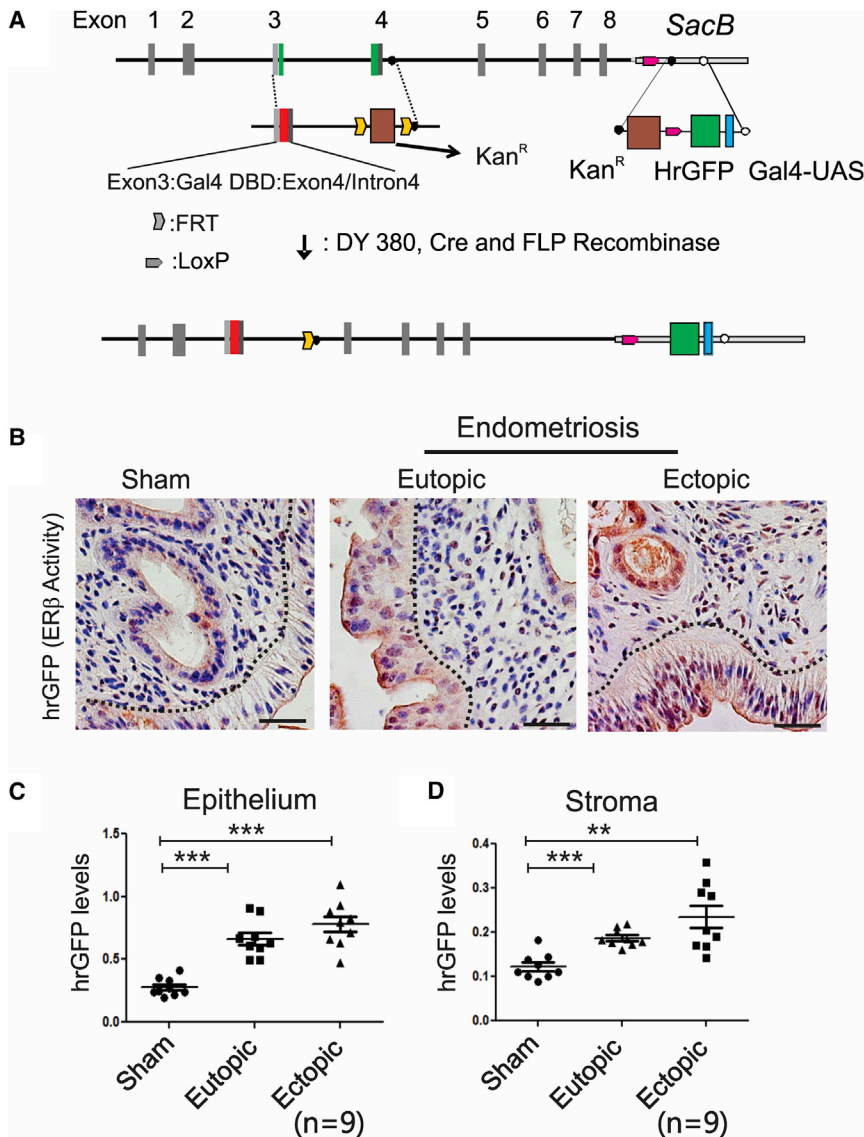 A
Exon 1 2 3 4 5 6 7 8 SacB
Kan^R
Kan^R HrGFP Gal4-UAS
Exon3:Gal4 DBD:Exon4/Intron4
:FRT
:LoxP
: DY 380, Cre and FLP Recombinase
B
Endometriosis
Sham Eutopic Ectopic
hrGFP (ERβ Activity)
C
Epithelium
***
***
hrGFP levels
1.5
1.0
0.5
0.0
Sham Eutopic Ectopic
(n=9)
D
Stroma
**
***
hrGFP levels
0.4
0.3
0.2
0.1
0.0
Sham Eutopic Ectopic
(n=9)